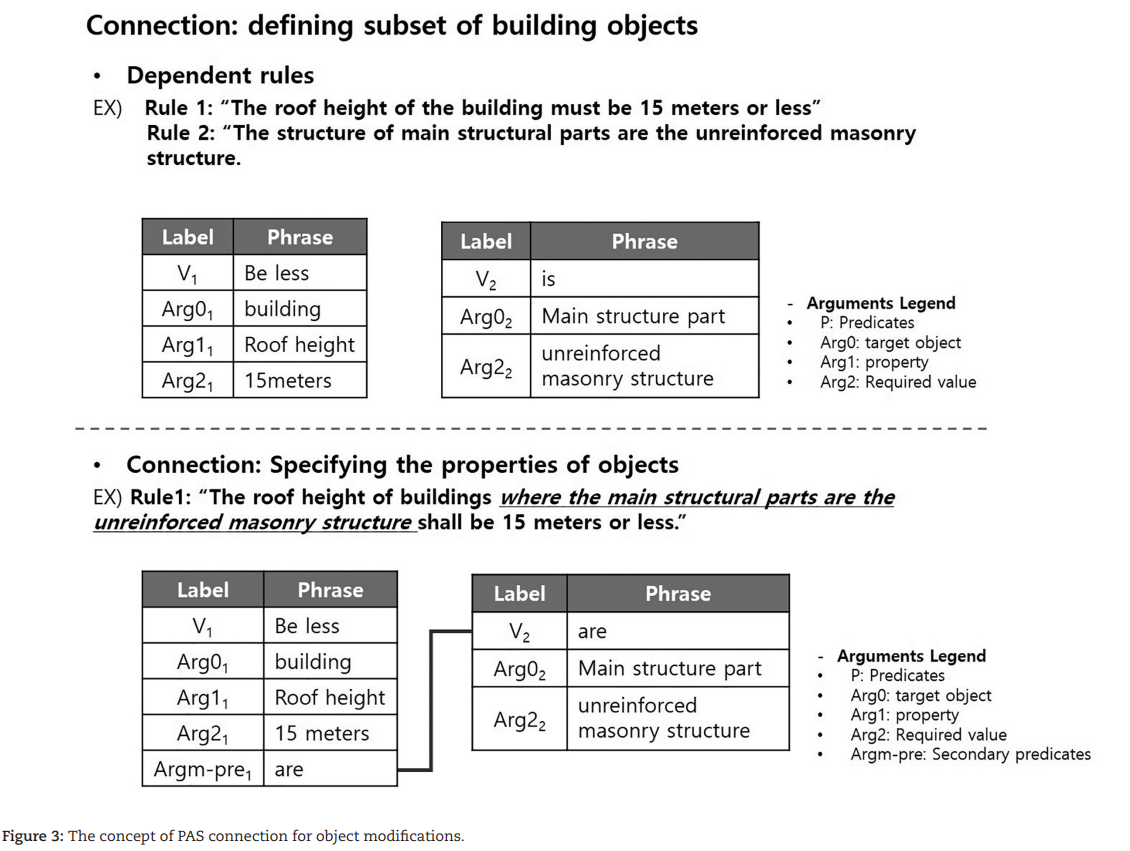 Connection: defining subset of building objects
• Dependent rules
EX) Rule 1: “The roof height of the building must be 15 meters or less”
Rule 2: “The structure of main structural parts are the unreinforced masonry
structure.
Label Phrase
V₁ Be less
Arg0₁ building
Arg1₁ Roof height
Arg2₁ 15meters
Label Phrase
V₂ is
Arg0₂ Main structure part
Arg2₂ unreinforced
masonry structure
- Arguments Legend
• P: Predicates
• Arg0: target object
• Arg1: property
• Arg2: Required value
• Connection: Specifying the properties of objects
EX) Rule1: “The roof height of buildings where the main structural parts are the
unreinforced masonry structure shall be 15 meters or less.”
Label Phrase
V₁ Be less
Arg0₁ building
Arg1₁ Roof height
Arg2₁ 15 meters
Argm-pre₁ are
Label Phrase
V₂ are
Arg0₂ Main structure part
Arg2₂ unreinforced
masonry structure
- Arguments Legend
• P: Predicates
• Arg0: target object
• Arg1: property
• Arg2: Required value
• Argm-pre: Secondary predicates
Figure 3: The concept of PAS connection for object modifications.